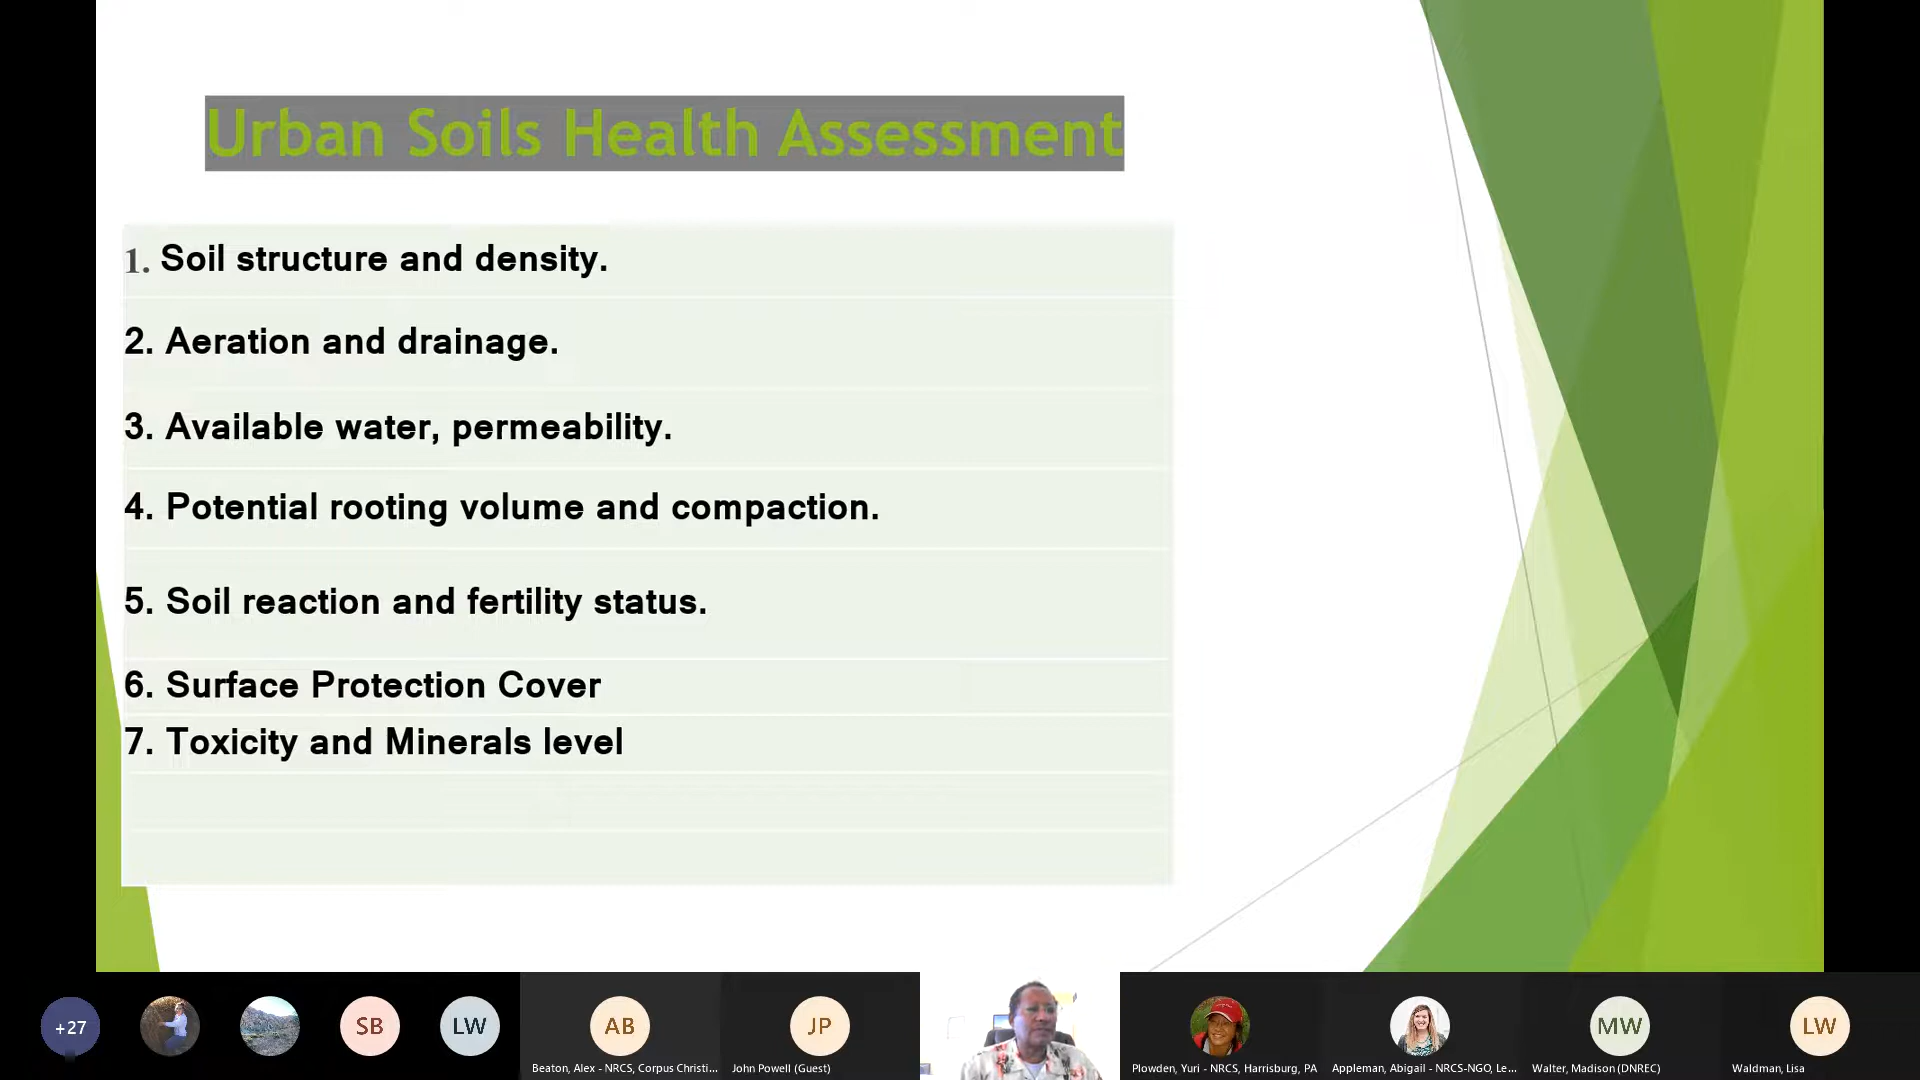 Urban Soils Health Assessment
1. Soil structure and density.
2. Aeration and drainage.
3. Available water, permeability.
4. Potential rooting volume and compaction.
5. Soil reaction and fertility status.
6. Surface Protection Cover
7. Toxicity and Minerals level
+27
SB
LW
AB
JP
MW
LW
Beaton, Alex - NRCS, Corpus Christi...
John Powell (Guest)
Plowden, Yuri - NRCS, Harrisburg, PA
Appleman, Abigail - NRCS-NGO, Le...
Walter, Madison (DNREC)
Waldman, Lisa